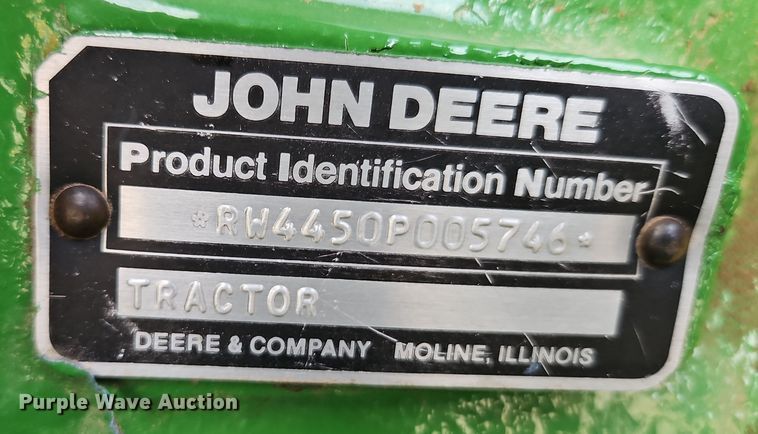 JOHN DEERE
Product Identification Number
*RW4450P005746*
TRACTOR
DEERE & COMPANY MOLINE, ILLINOIS
Purple Wave Auction